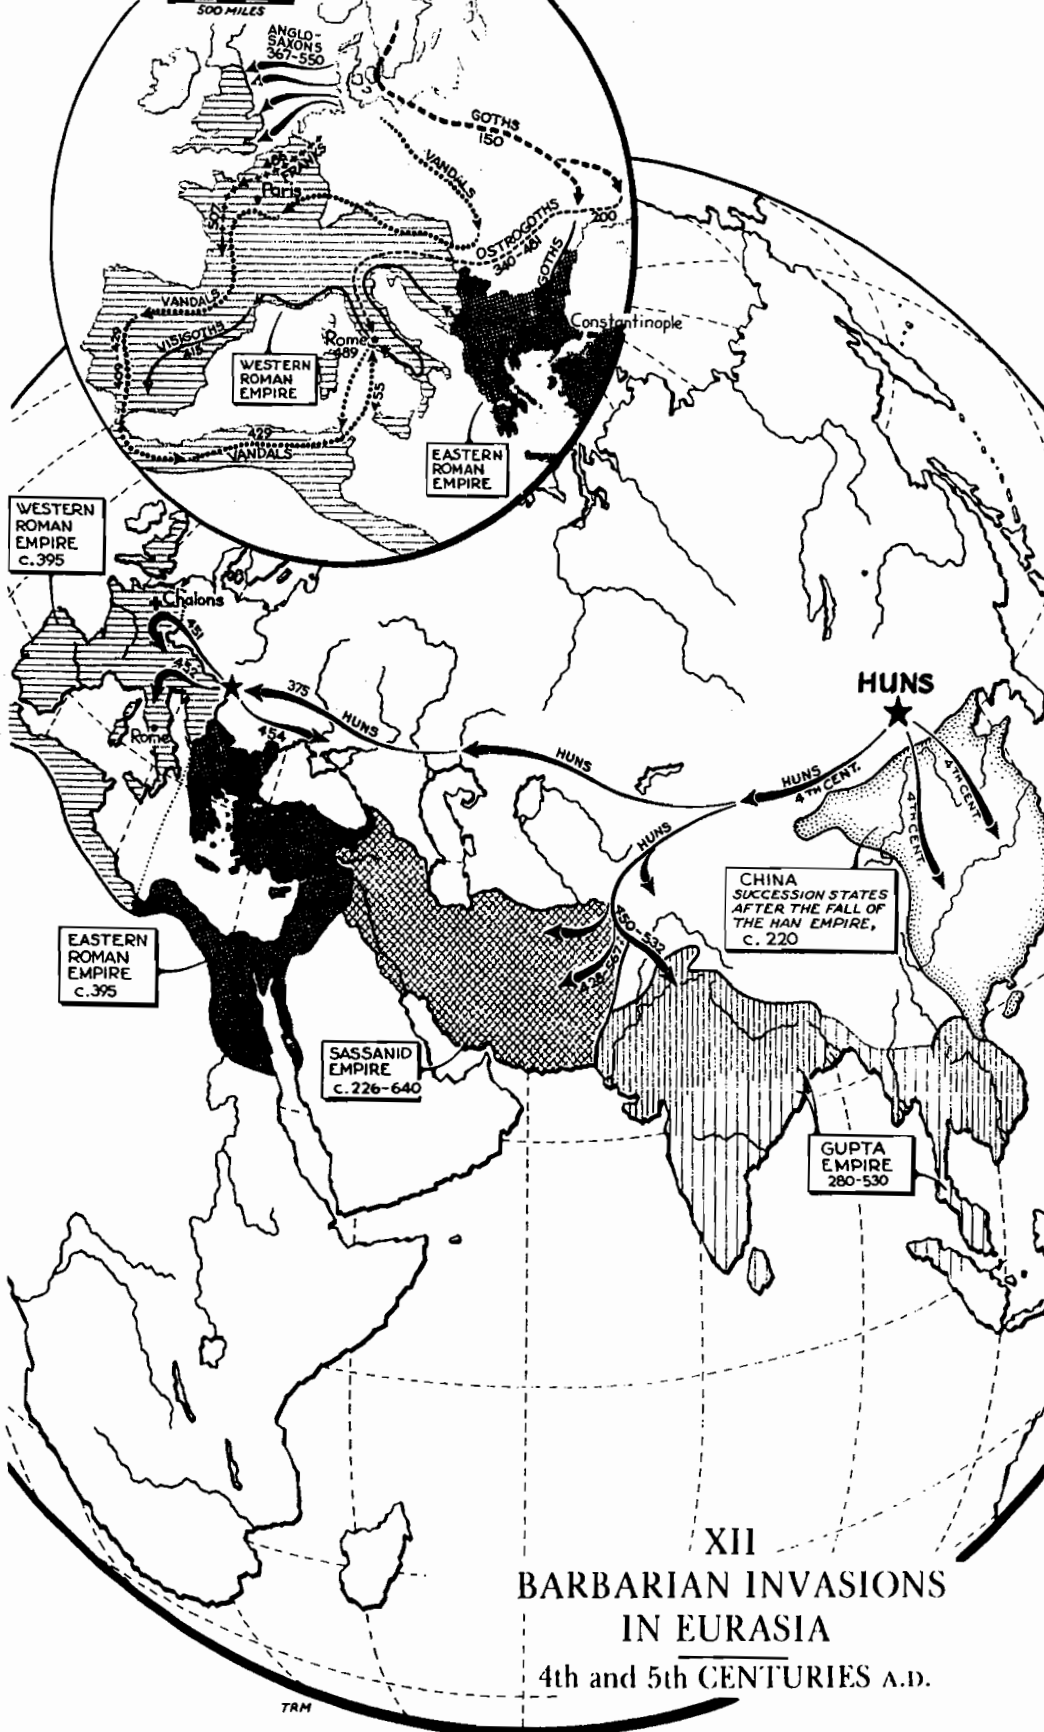 500 MILES
ANGLO-
SAXONS
367-550
GOTHS
150
VANDALS
FRANKS
Paris
507
OSTROGOTHS
340-481
200
GOTHS
VANDALS
VISIGOTHS
415
409
Rome
489
455
Constantinople
WESTERN
ROMAN
EMPIRE
429
VANDALS
EASTERN
ROMAN
EMPIRE
WESTERN
ROMAN
EMPIRE
c.395
Chalons
451
452
375
HUNS
454
Rome
HUNS
HUNS
4TH CENT.
HUNS
4TH CENT.
4TH CENT.
HUNS
450-532
CHINA
SUCCESSION STATES
AFTER THE FALL OF
THE HAN EMPIRE,
c. 220
EASTERN
ROMAN
EMPIRE
c.395
SASSANID
EMPIRE
c.226-640
GUPTA
EMPIRE
280-530
XII
BARBARIAN INVASIONS
IN EURASIA
4th and 5th CENTURIES A.D.
TRM